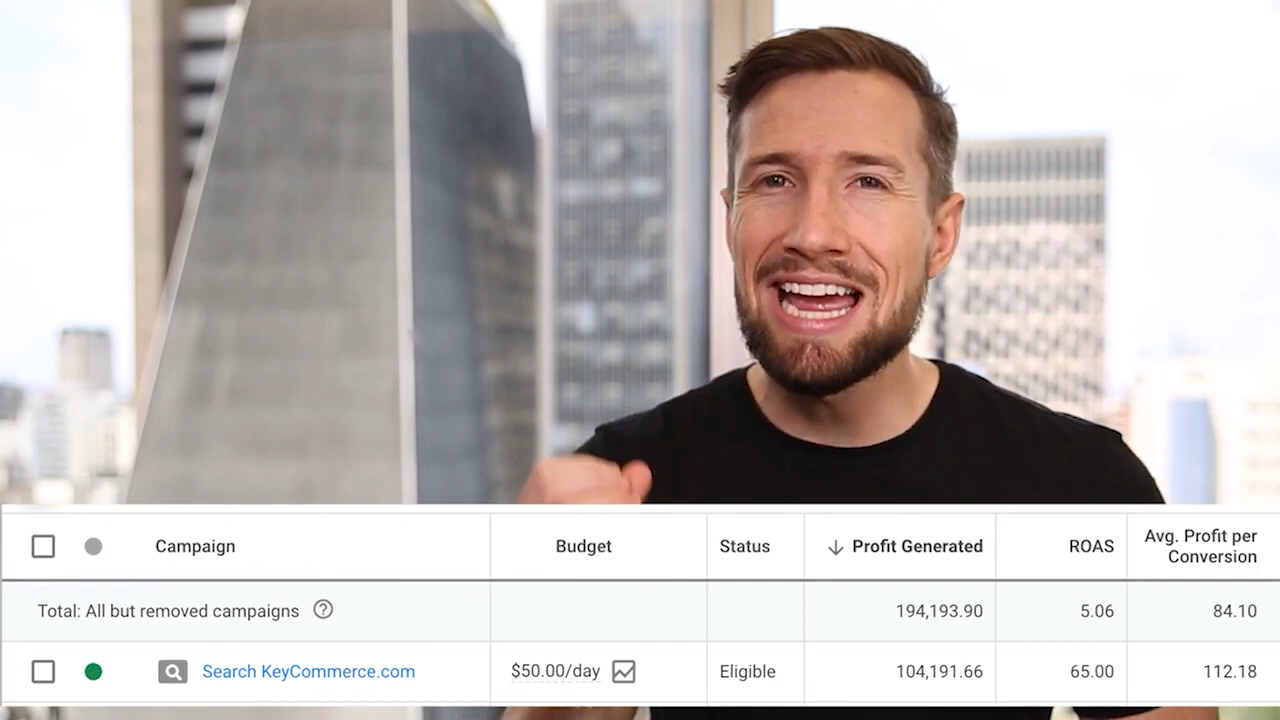 Campaign Budget Status Profit Generated ROAS Avg. Profit per Conversion
Total: All but removed campaigns 194,193.90 5.06 84.10
Search KeyCommerce.com $50.00/day Eligible 104,191.66 65.00 112.18